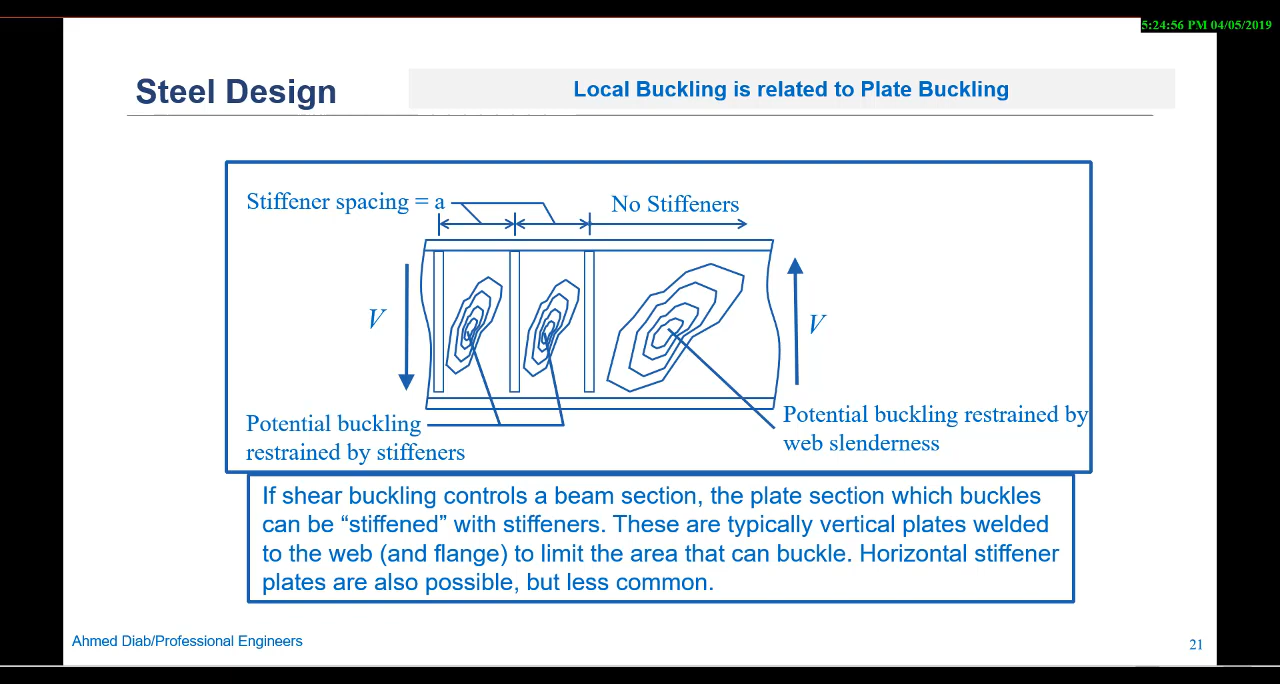 5:24:56 PM 04/05/2019
Steel Design
Local Buckling is related to Plate Buckling
Stiffener spacing = a
No Stiffeners
V
V
Potential buckling
restrained by stiffeners
Potential buckling restrained by
web slenderness
If shear buckling controls a beam section, the plate section which buckles
can be “stiffened” with stiffeners. These are typically vertical plates welded
to the web (and flange) to limit the area that can buckle. Horizontal stiffener
plates are also possible, but less common.
Ahmed Diab/Professional Engineers
21